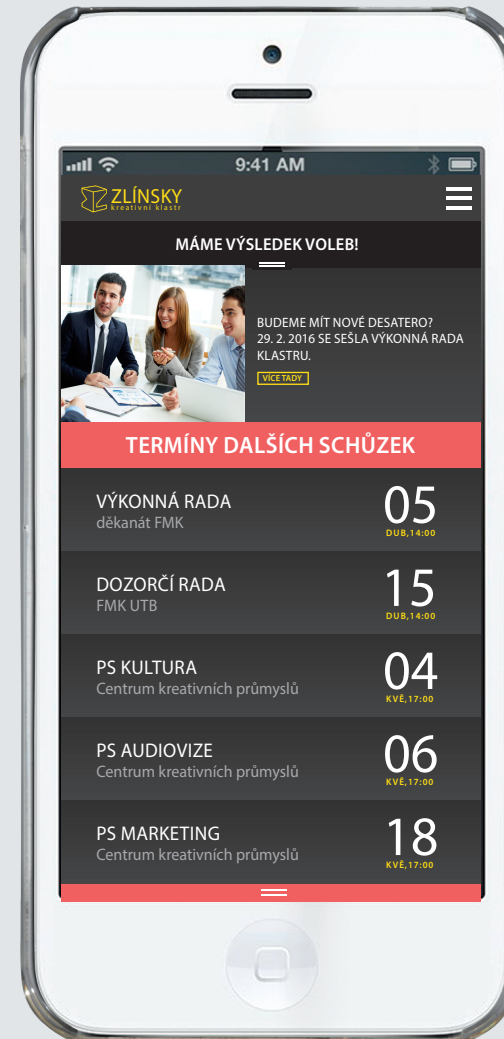 9:41 AM
ZLÍNSKY
kreativní klastr
MÁME VÝSLEDEK VOLEB!
BUDEME MÍT NOVÉ DESATERO?
29. 2. 2016 SE SEŠLA VÝKONNÁ RADA
KLASTRU.
VÍCE TADY
TERMÍNY DALŠÍCH SCHŮZEK
VÝKONNÁ RADA
děkanát FMK
05
DUB,14:00
DOZORČÍ RADA
FMK UTB
15
DUB,14:00
PS KULTURA
Centrum kreativních průmyslů
04
KVĚ,17:00
PS AUDIOVIZE
Centrum kreativních průmyslů
06
KVĚ,17:00
PS MARKETING
Centrum kreativních průmyslů
18
KVĚ,17:00